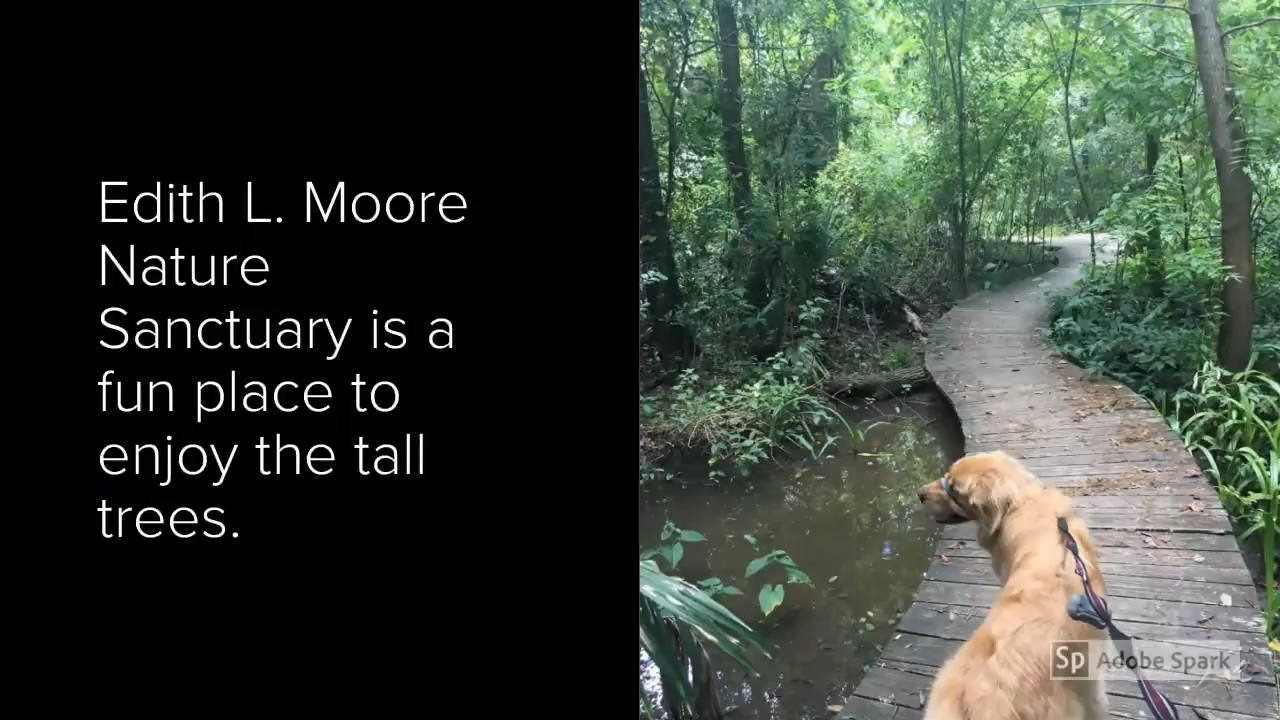 Edith L. Moore
Nature
Sanctuary is a
fun place to
enjoy the tall
trees.
Sp Adobe Spark